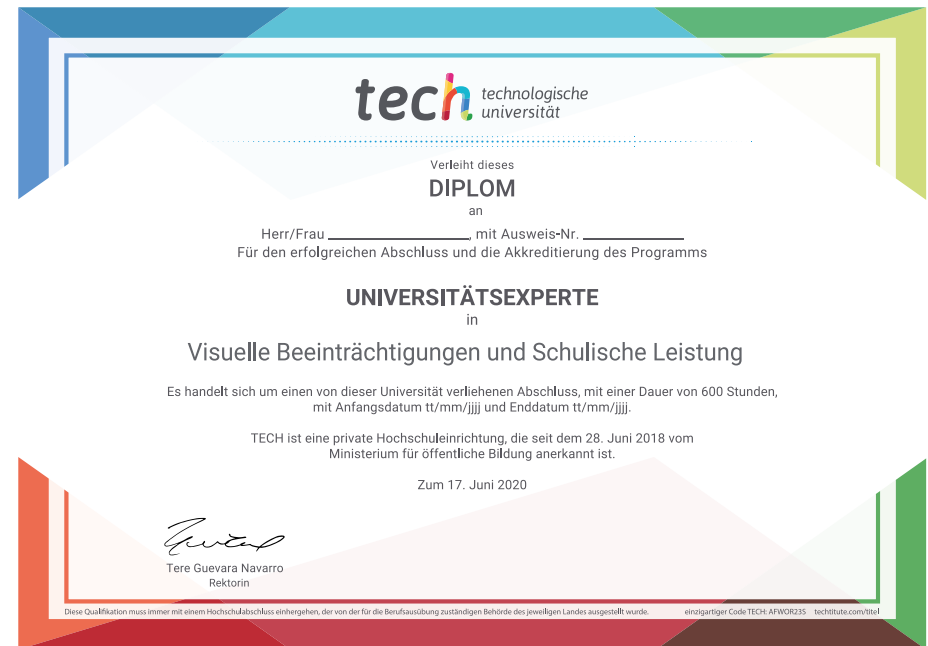 tech technologische
universität
Verleiht dieses
DIPLOM
an
Herr/Frau ____________________, mit Ausweis-Nr. ______________
Für den erfolgreichen Abschluss und die Akkreditierung des Programms
UNIVERSITÄTSEXPERTE
in
Visuelle Beeinträchtigungen und Schulische Leistung
Es handelt sich um einen von dieser Universität verliehenen Abschluss, mit einer Dauer von 600 Stunden,
mit Anfangsdatum tt/mm/jjjj und Enddatum tt/mm/jjjj.
TECH ist eine private Hochschuleinrichtung, die seit dem 28. Juni 2018 vom
Ministerium für öffentliche Bildung anerkannt ist.
Zum 17. Juni 2020
Tere Guevara Navarro
Rektorin
Diese Qualifikation muss immer mit einem Hochschulabschluss einhergehen, der von der für die Berufsausübung zuständigen Behörde des jeweiligen Landes ausgestellt wurde. einzigartiger Code TECH: AFWOR23S techtitute.com/titel